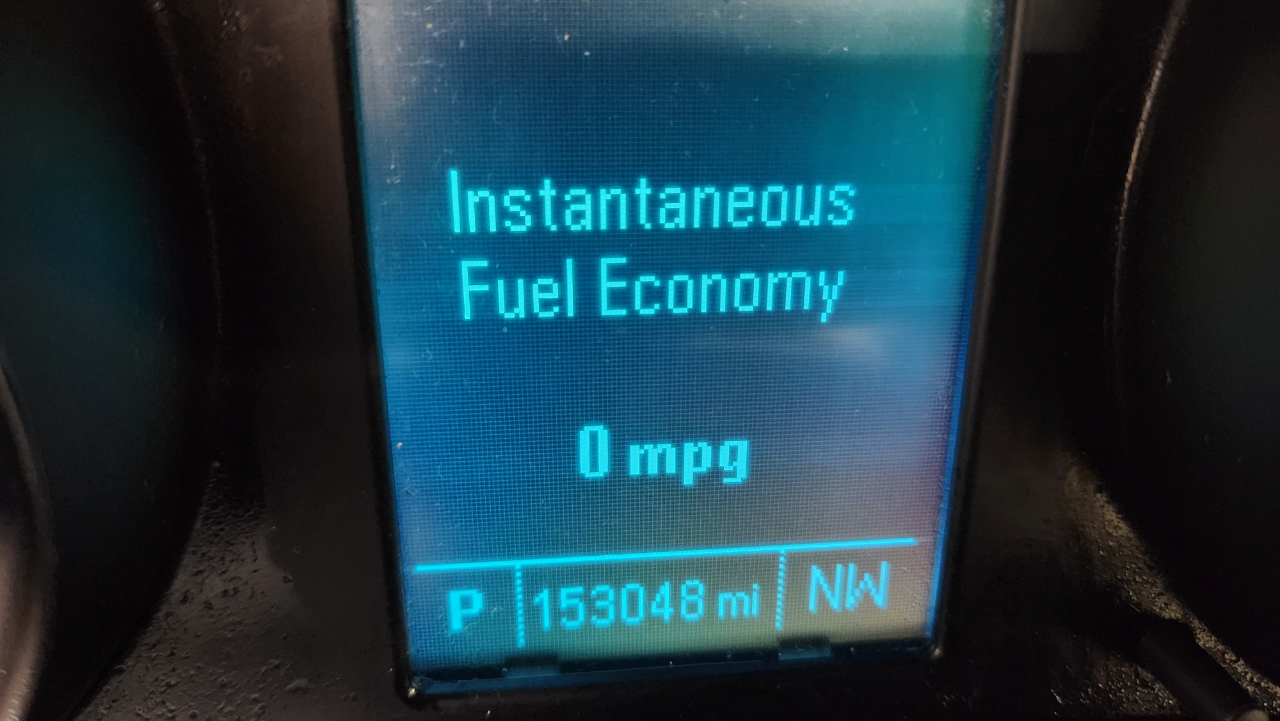 Instantaneous
Fuel Economy
0 mpg
P 153048 mi NW